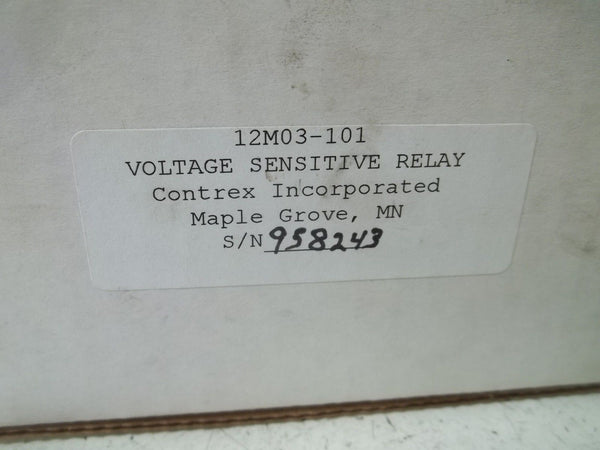 12M03-101
VOLTAGE SENSITIVE RELAY
Contrex Incorporated
Maple Grove, MN
S/N 958243